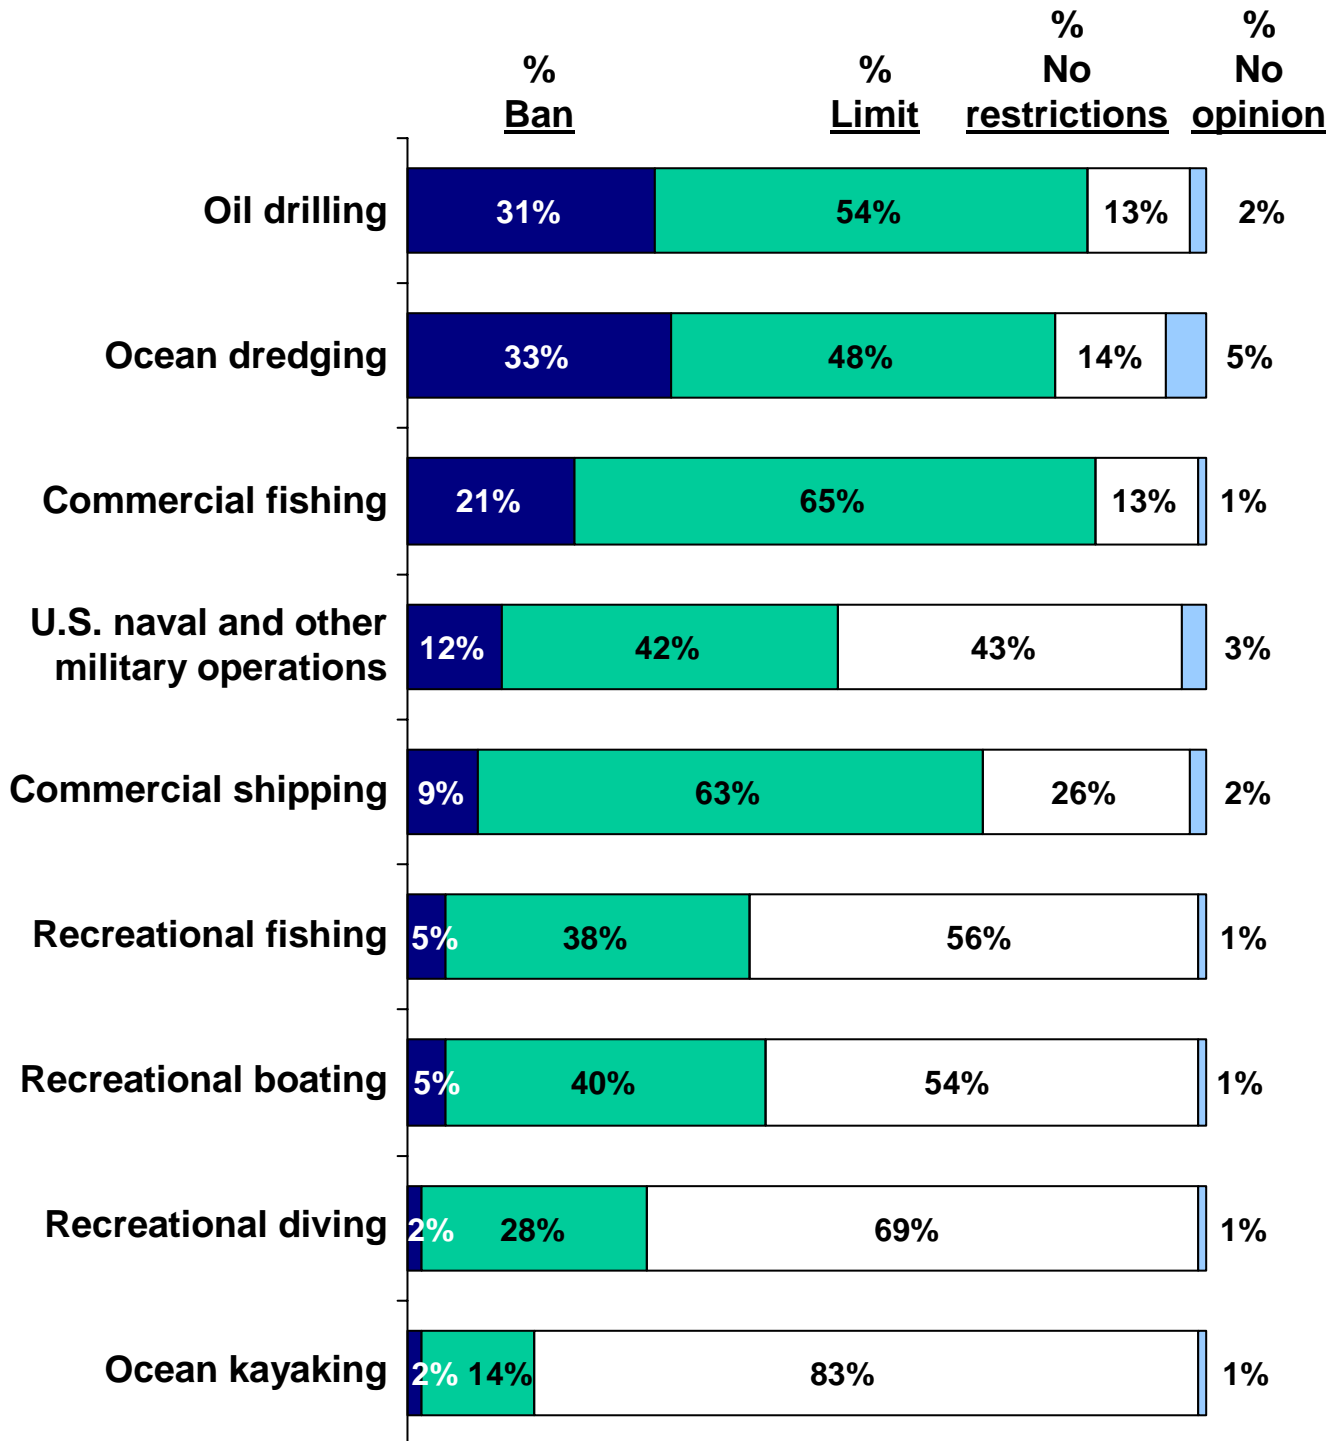 %
Ban
%
Limit
%
No
restrictions
%
No
opinion
Oil drilling
31%
54%
13%
2%
Ocean dredging
33%
48%
14%
5%
Commercial fishing
21%
65%
13%
1%
U.S. naval and other
military operations
12%
42%
43%
3%
Commercial shipping
9%
63%
26%
2%
Recreational fishing
5%
38%
56%
1%
Recreational boating
5%
40%
54%
1%
Recreational diving
2%
28%
69%
1%
Ocean kayaking
2%
14%
83%
1%